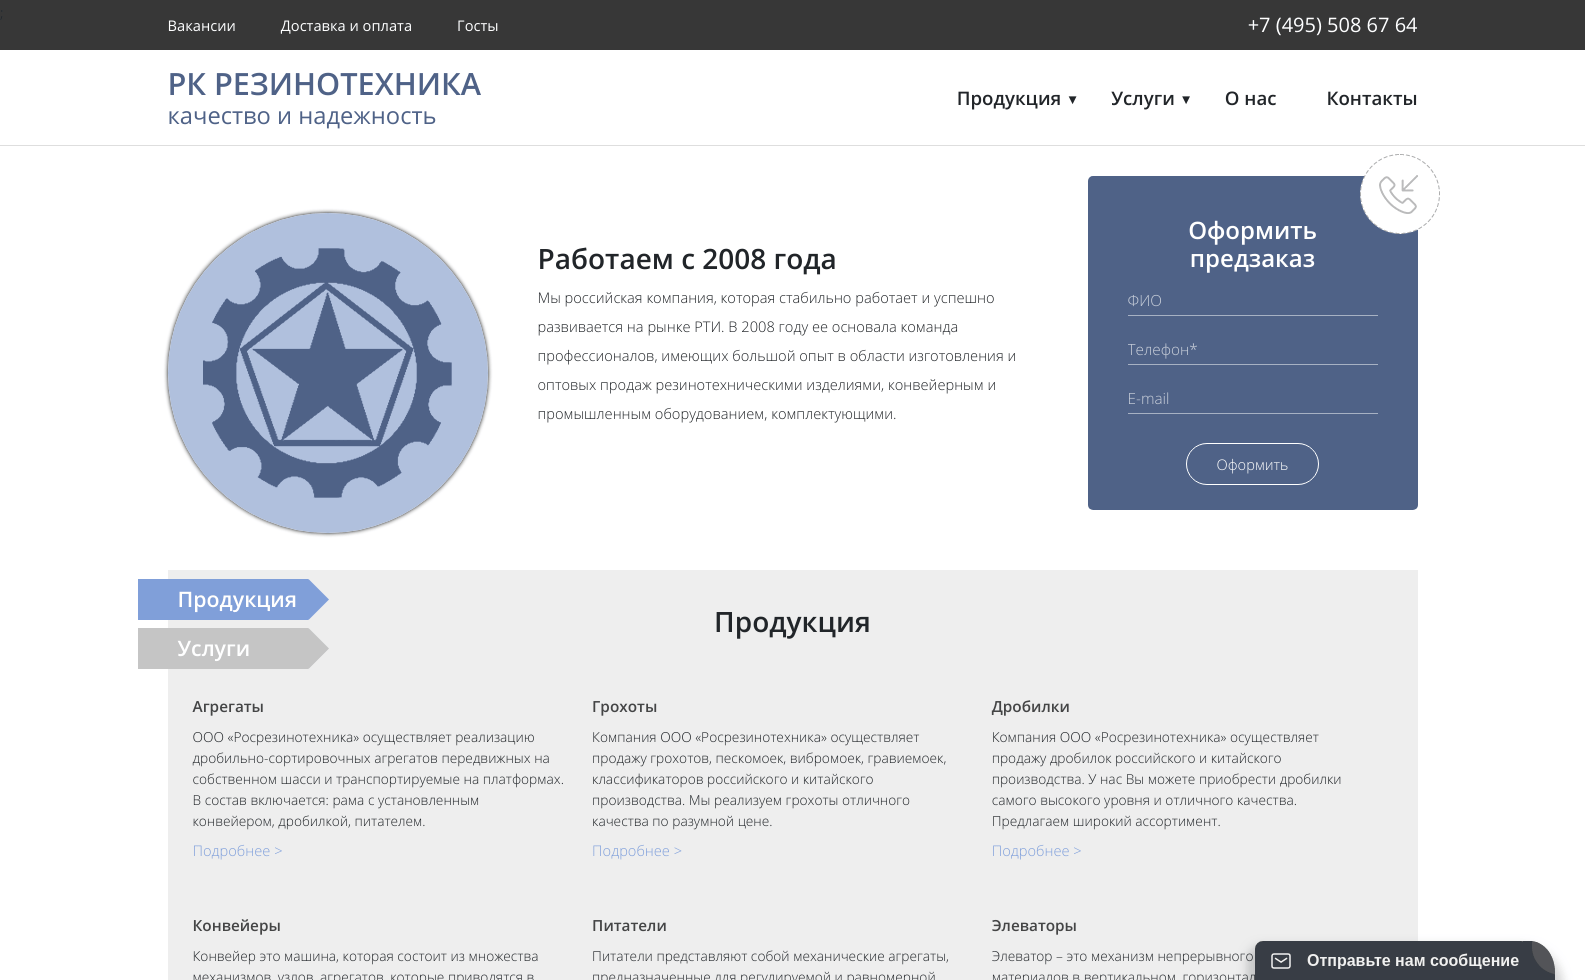 Вакансии
Доставка и оплата
Госты
+7 (495) 508 67 64
РК РЕЗИНОТЕХНИКА
качество и надежность
Продукция ▼
Услуги ▼
О нас
Контакты
Работаем с 2008 года
Мы российская компания, которая стабильно работает и успешно
развивается на рынке РТИ. В 2008 году ее основала команда
профессионалов, имеющих большой опыт в области изготовления и
оптовых продаж резинотехническими изделиями, конвейерным и
промышленным оборудованием, комплектующими.
Оформить
предзаказ
ФИО
Телефон*
E-mail
Оформить
Продукция
Услуги
Продукция
Агрегаты
ООО «Росрезинотехника» осуществляет реализацию
дробильно-сортировочных агрегатов передвижных на
собственном шасси и транспортируемые на платформах.
В состав включается: рама с установленным
конвейером, дробилкой, питателем.
Подробнее >
Грохоты
Компания ООО «Росрезинотехника» осуществляет
продажу грохотов, пескомоек, вибромоек, гравиемоек,
классификаторов российского и китайского
производства. Мы реализуем грохоты отличного
качества по разумной цене.
Подробнее >
Дробилки
Компания ООО «Росрезинотехника» осуществляет
продажу дробилок российского и китайского
производства. У нас Вы можете приобрести дробилки
самого высокого уровня и отличного качества.
Предлагаем широкий ассортимент.
Подробнее >
Конвейеры
Конвейер это машина, которая состоит из множества
механизмов, узлов, агрегатов, которые приводятся в
Питатели
Питатели представляют собой механические агрегаты,
предназначенные для регулируемой и равномерной
Элеваторы
Элеватор – это механизм непрерывного
материалов в вертикальном, горизонтал
Отправьте нам сообщение